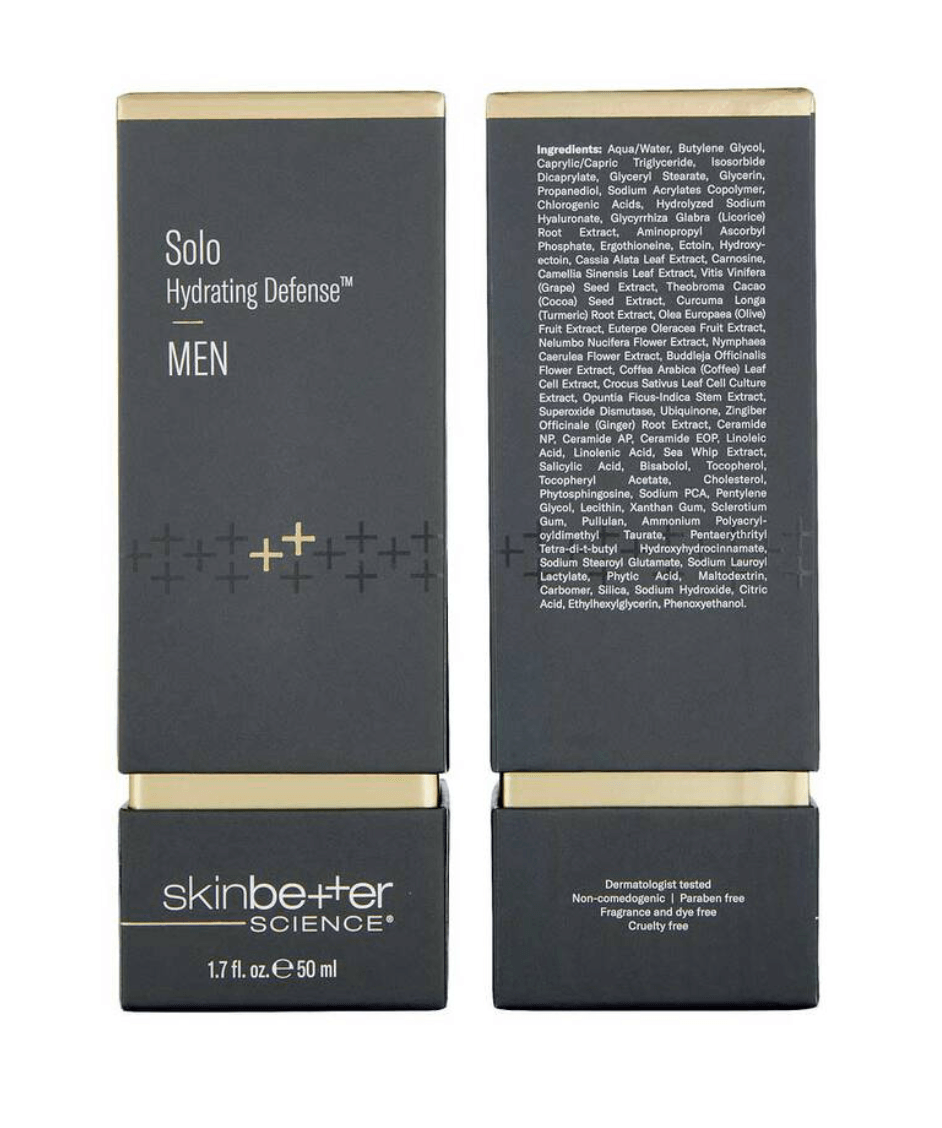 Solo
Hydrating Defense™
MEN
skinbetter
SCIENCE®
1.7 fl. oz. ℮ 50 ml
Ingredients: Aqua/Water, Butylene Glycol,
Caprylic/Capric Triglyceride, Isosorbide
Dicaprylate, Glyceryl Stearate, Glycerin,
Propanediol, Sodium Acrylates Copolymer,
Chlorogenic Acids, Hydrolyzed Sodium
Hyaluronate, Glycyrrhiza Glabra (Licorice)
Root Extract, Aminopropyl Ascorbyl
Phosphate, Ergothioneine, Ectoin, Hydroxy-
ectoin, Cassia Alata Leaf Extract, Carnosine,
Camellia Sinensis Leaf Extract, Vitis Vinifera
(Grape) Seed Extract, Theobroma Cacao
(Cocoa) Seed Extract, Curcuma Longa
(Turmeric) Root Extract, Olea Europaea (Olive)
Fruit Extract, Euterpe Oleracea Fruit Extract,
Nelumbo Nucifera Flower Extract, Nymphaea
Caerulea Flower Extract, Buddleja Officinalis
Flower Extract, Coffea Arabica (Coffee) Leaf
Cell Extract, Crocus Sativus Leaf Cell Culture
Extract, Opuntia Ficus-Indica Stem Extract,
Superoxide Dismutase, Ubiquinone, Zingiber
Officinale (Ginger) Root Extract, Ceramide
NP, Ceramide AP, Ceramide EOP, Linoleic
Acid, Linolenic Acid, Sea Whip Extract,
Salicylic Acid, Bisabolol, Tocopherol,
Tocopheryl Acetate, Cholesterol,
Phytosphingosine, Sodium PCA, Pentylene
Glycol, Lecithin, Xanthan Gum, Sclerotium
Gum, Pullulan, Ammonium Polyacryl-
oyldimethyl Taurate, Pentaerythrityl
Tetra-di-t-butyl Hydroxyhydrocinnamate,
Sodium Stearoyl Glutamate, Sodium Lauroyl
Lactylate, Phytic Acid, Maltodextrin,
Carbomer, Silica, Sodium Hydroxide, Citric
Acid, Ethylhexylglycerin, Phenoxyethanol.
Dermatologist tested
Non-comedogenic | Paraben free
Fragrance and dye free
Cruelty free